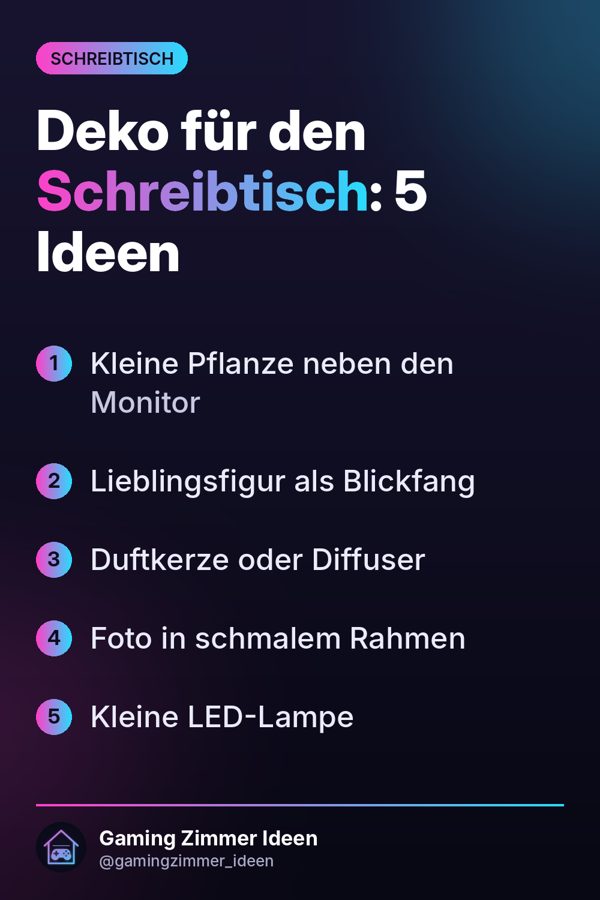 SCHREIBTISCH
Deko für den
Schreibtisch: 5
Ideen
1 Kleine Pflanze neben den
Monitor
2 Lieblingsfigur als Blickfang
3 Duftkerze oder Diffuser
4 Foto in schmalem Rahmen
5 Kleine LED-Lampe
Gaming Zimmer Ideen
@gamingzimmer_ideen